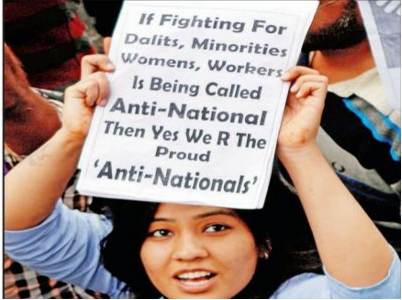 If Fighting For
Dalits, Minorities
Womens, Workers
Is Being Called
Anti-National
Then Yes We R The
Proud
'Anti-Nationals'